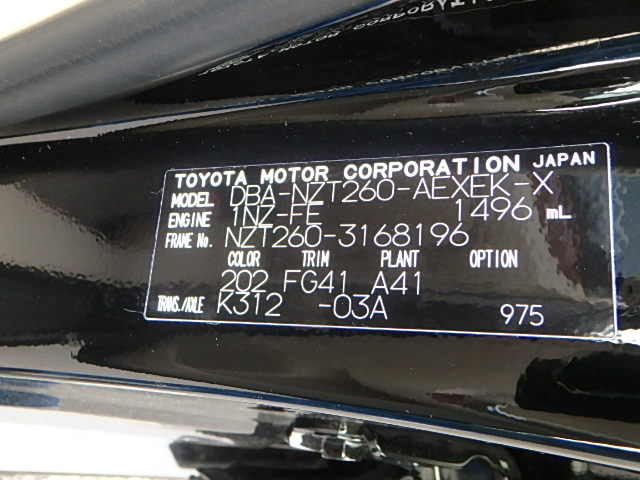 TOYOTA MOTOR CORPORATION JAPAN
MODEL DBA-NZT260-AEXEK-X
ENGINE 1NZ-FE 1496 mL
FRAME No. NZT260-3168196
COLOR TRIM PLANT OPTION
202 FG41 A41
TRANS./AXLE K312 -03A 975